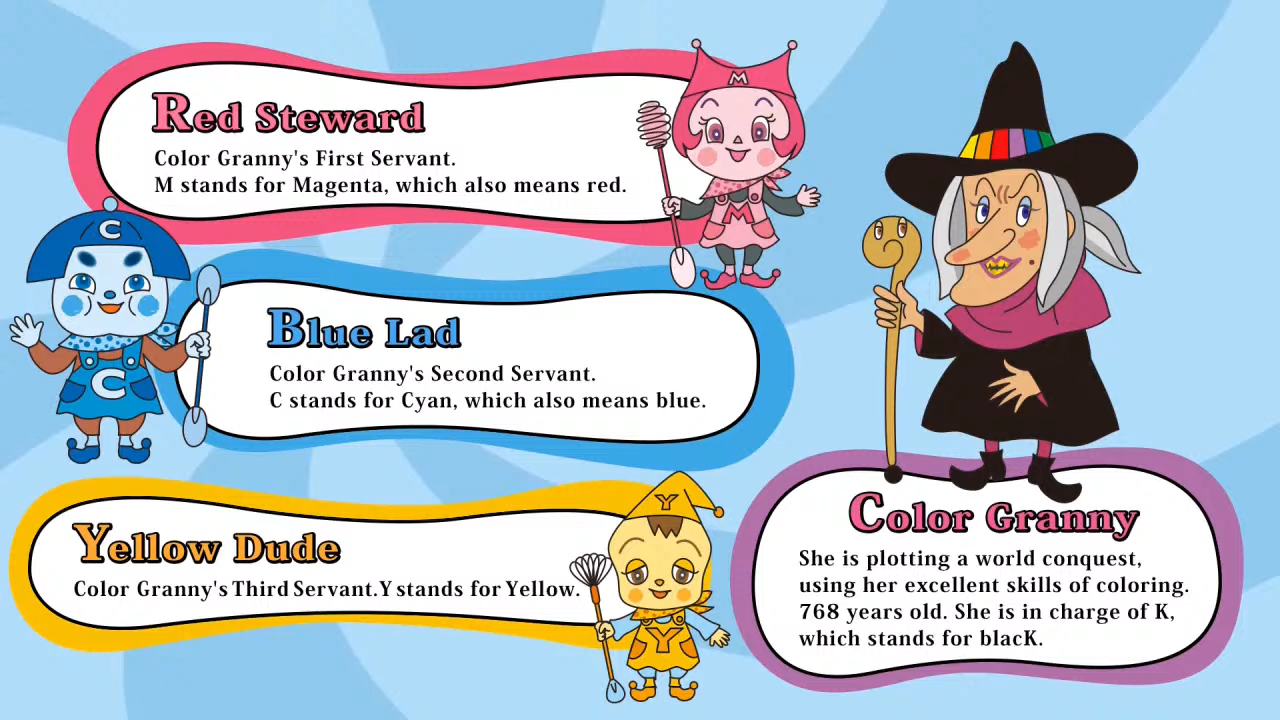 Red Steward
Color Granny's First Servant.
M stands for Magenta, which also means red.
M
M
C
C
Blue Lad
Color Granny's Second Servant.
C stands for Cyan, which also means blue.
Yellow Dude
Color Granny's Third Servant.Y stands for Yellow.
Y
Y
Color Granny
She is plotting a world conquest,
using her excellent skills of coloring.
768 years old. She is in charge of K,
which stands for blacK.